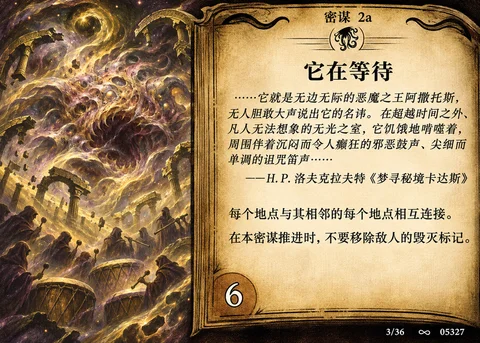 密谋 2a
它在等待
……它就是无边无际的恶魔之王阿撒托斯，
无人胆敢大声说出它的名讳。在超越时间之外、
凡人无法想象的无光之室，它饥饿地啃噬着，
周围伴着沉闷而令人癫狂的邪恶鼓声、尖细而
单调的诅咒笛声……
——H. P. 洛夫克拉夫特《梦寻秘境卡达斯》
每个地点与其相邻的每个地点相互连接。
在本密谋推进时，不要移除敌人的毁灭标记。
6
3/36 ∞ 05327